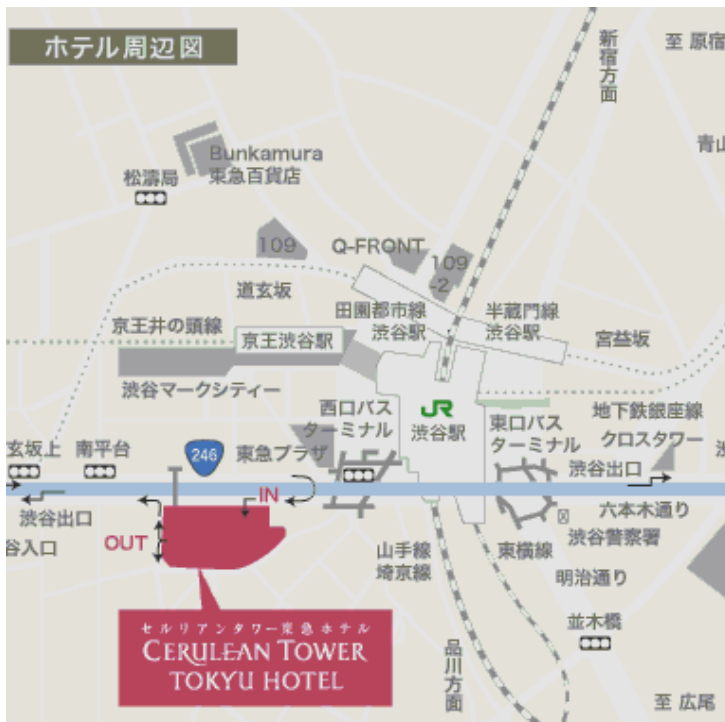 ホテル周辺図
新宿方面
至 原宿
青山
Bunkamura
東急百貨店
松濤局
109
Q-FRONT
109
-2
道玄坂
田園都市線
渋谷駅
半蔵門線
渋谷駅
宮益坂
京王井の頭線
京王渋谷駅
渋谷マークシティー
西口バス
ターミナル
JR
渋谷駅
東口バス
ターミナル
地下鉄銀座線
クロスタワー
玄坂上
南平台
246
東急プラザ
渋谷出口
渋谷出口
谷入口
IN
OUT
六本木通り
渋谷警察署
山手線
埼京線
東横線
明治通り
並木橋
品川方面
至 広尾
セルリアンタワー東急ホテル
CERULEAN TOWER
TOKYU HOTEL